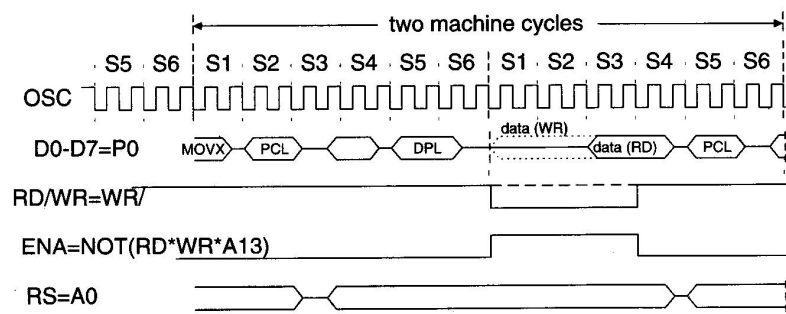 two machine cycles
S5 S6 S1 S2 S3 S4 S5 S6 S1 S2 S3 S4 S5 S6
OSC
data (WR)
D0-D7=P0 MOVX PCL DPL data (RD) PCL
RD/WR=WR/
ENA=NOT(RD*WR*A13)
RS=A0